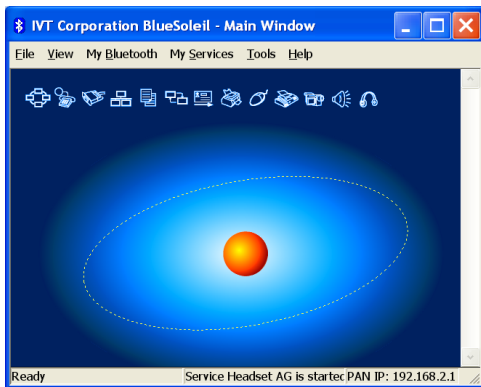 IVT Corporation BlueSoleil - Main Window
File View My Bluetooth My Services Tools Help
Ready Service Headset AG is startec PAN IP: 192.168.2.1